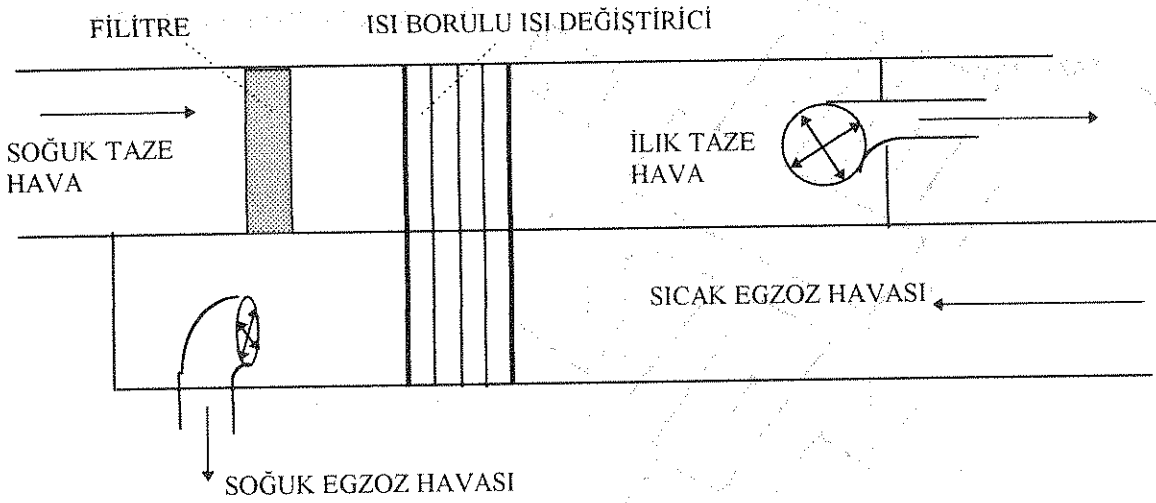 FİLİTRE
ISI BORULU ISI DEĞİŞTİRİCİ
SOĞUK TAZE
HAVA
İLIK TAZE
HAVA
SICAK EGZOZ HAVASI
SOĞUK EGZOZ HAVASI